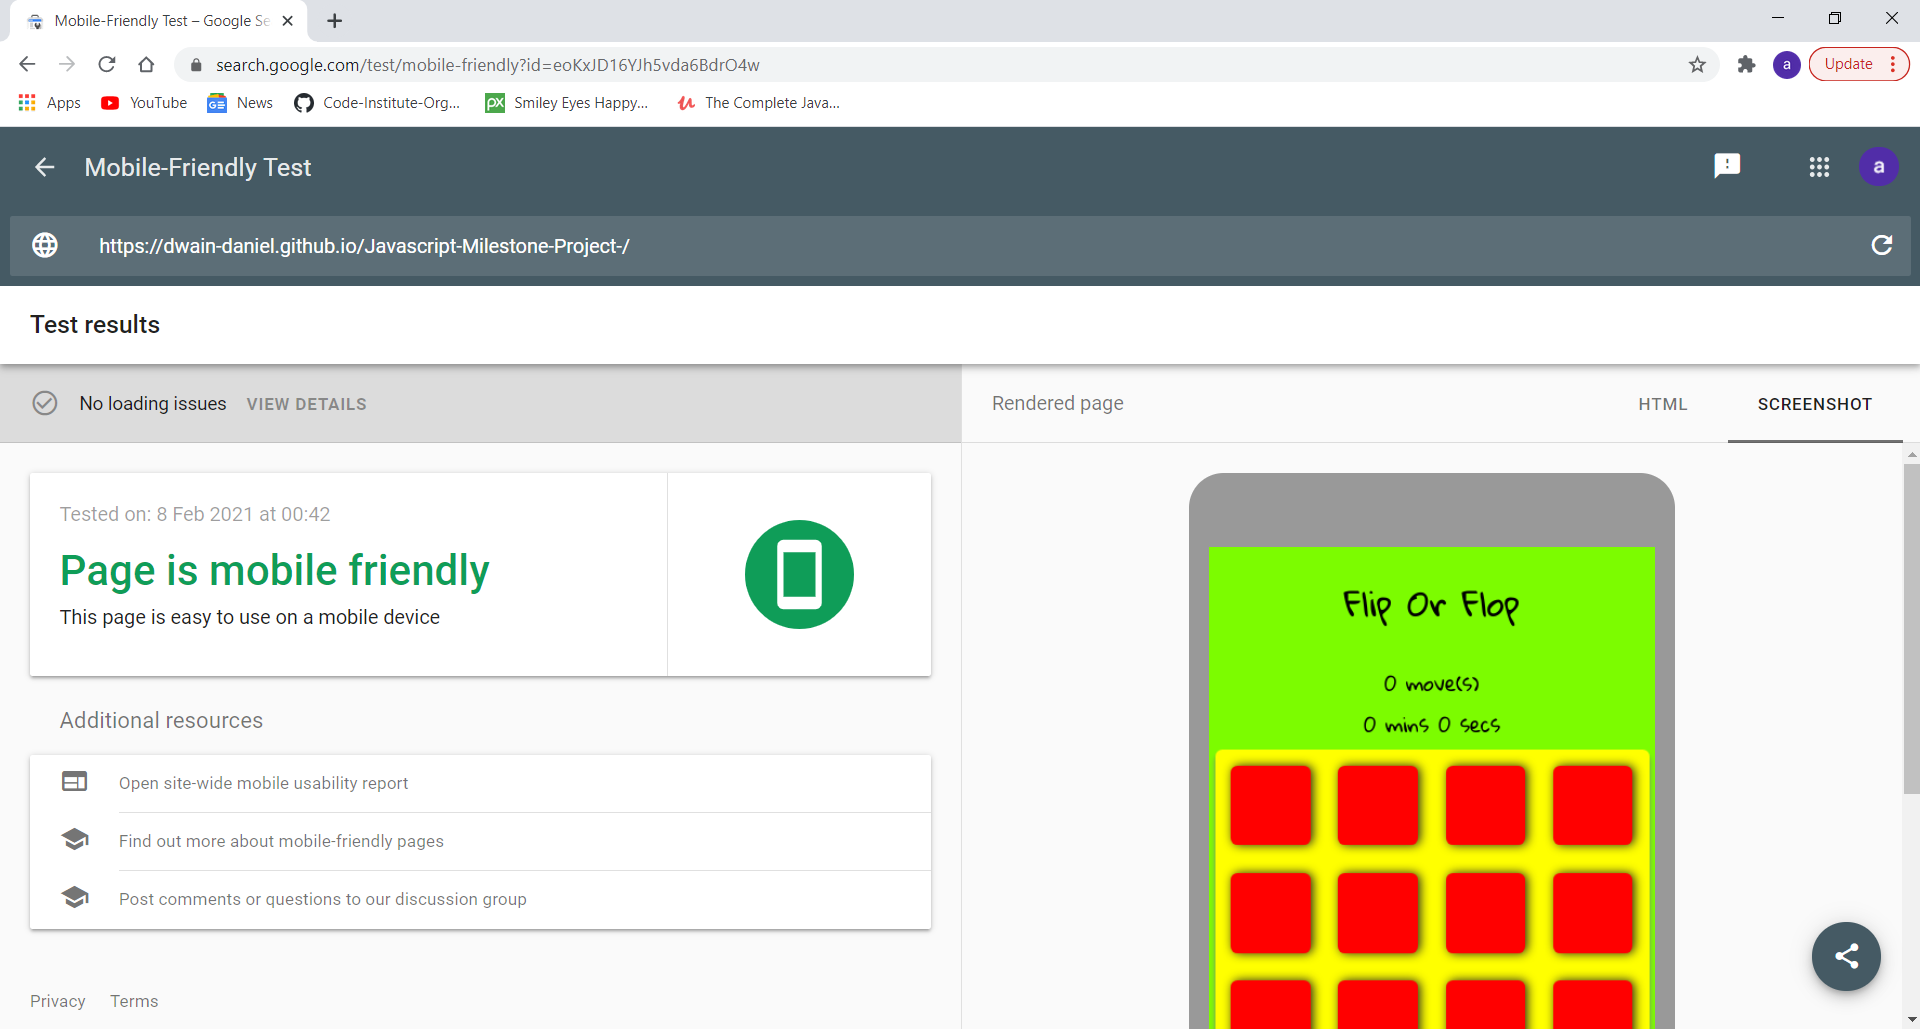 Mobile-Friendly Test – Google Se
search.google.com/test/mobile-friendly?id=eoKxJD16YJh5vda6BdrO4w
a
Update
Apps
YouTube
News
Code-Institute-Org...
Smiley Eyes Happy...
The Complete Java...
Mobile-Friendly Test
a
https://dwain-daniel.github.io/Javascript-Milestone-Project-/
Test results
No loading issues VIEW DETAILS
Rendered page
HTML
SCREENSHOT
Tested on: 8 Feb 2021 at 00:42
Page is mobile friendly
This page is easy to use on a mobile device
Additional resources
Open site-wide mobile usability report
Find out more about mobile-friendly pages
Post comments or questions to our discussion group
Privacy Terms
Flip Or Flop
0 move(s)
0 mins 0 secs